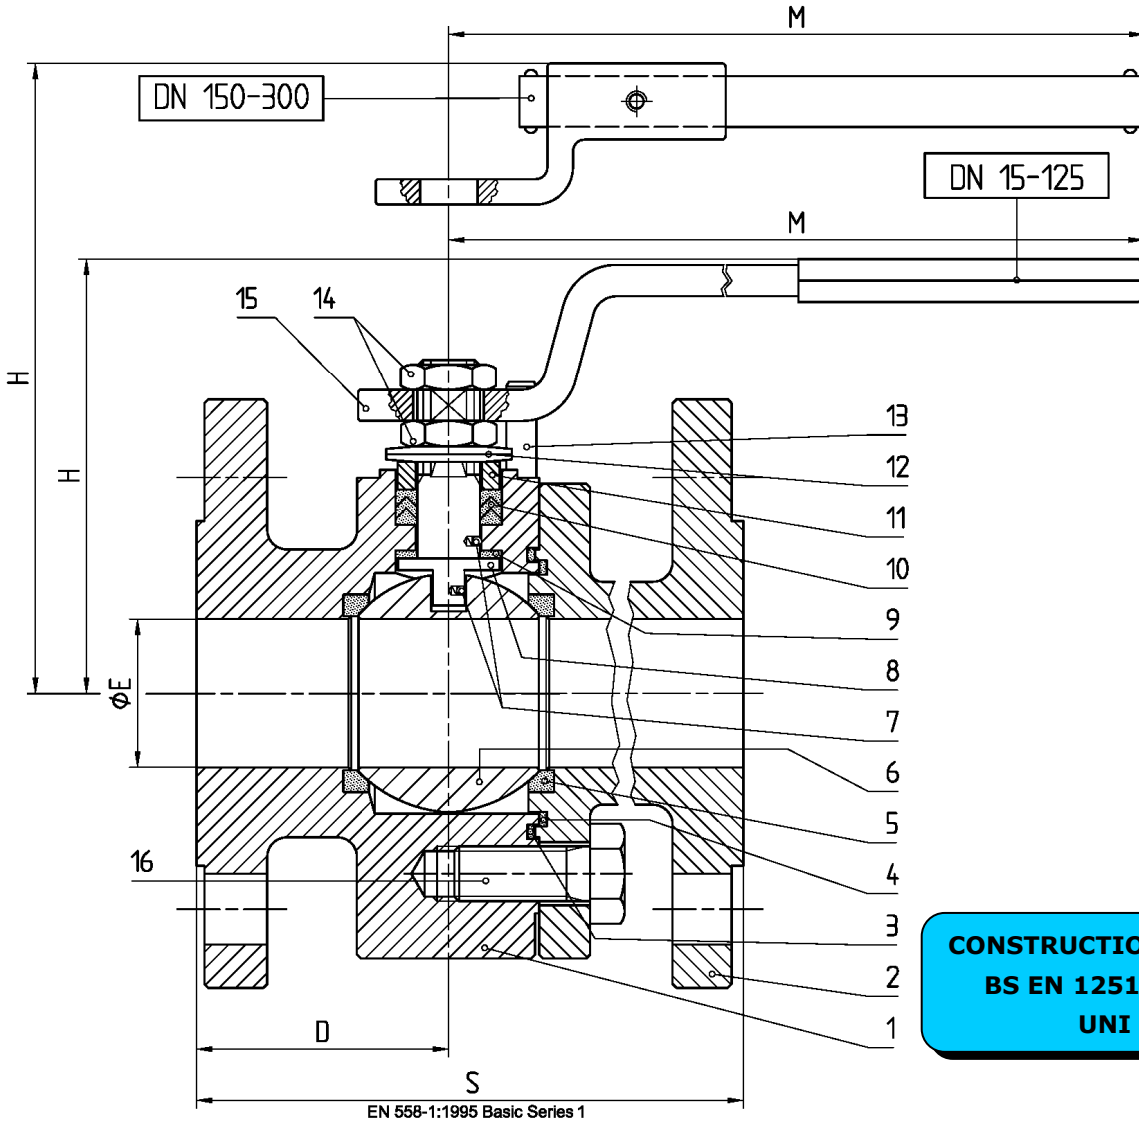 M
DN 150-300
DN 15-125
M
15
14
H
H
13
12
11
10
9
8
7
6
5
4
3
2
1
16
ϕE
D
S
EN 558-1:1995 Basic Series 1
CONSTRUCTIO
BS EN 1251
UNI